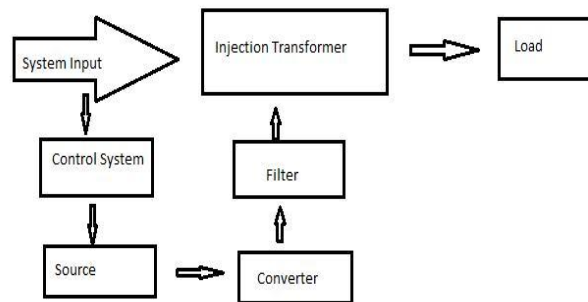 System Input
Injection Transformer
Load
Control System
Filter
Source
Converter